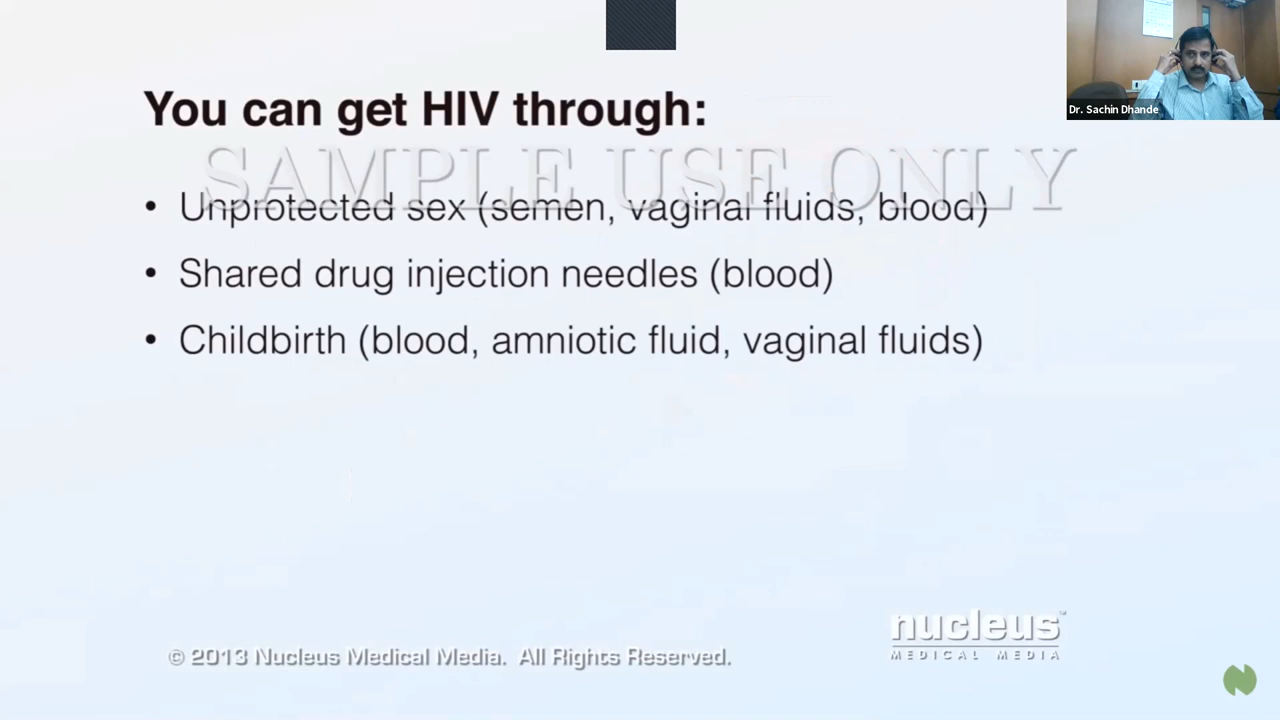 You can get HIV through:
SAMPLE USE ONLY
• Unprotected sex (semen, vaginal fluids, blood)
• Shared drug injection needles (blood)
• Childbirth (blood, amniotic fluid, vaginal fluids)
Dr. Sachin Dhande
nucleus™
MEDICAL MEDIA
© 2013 Nucleus Medical Media. All Rights Reserved.